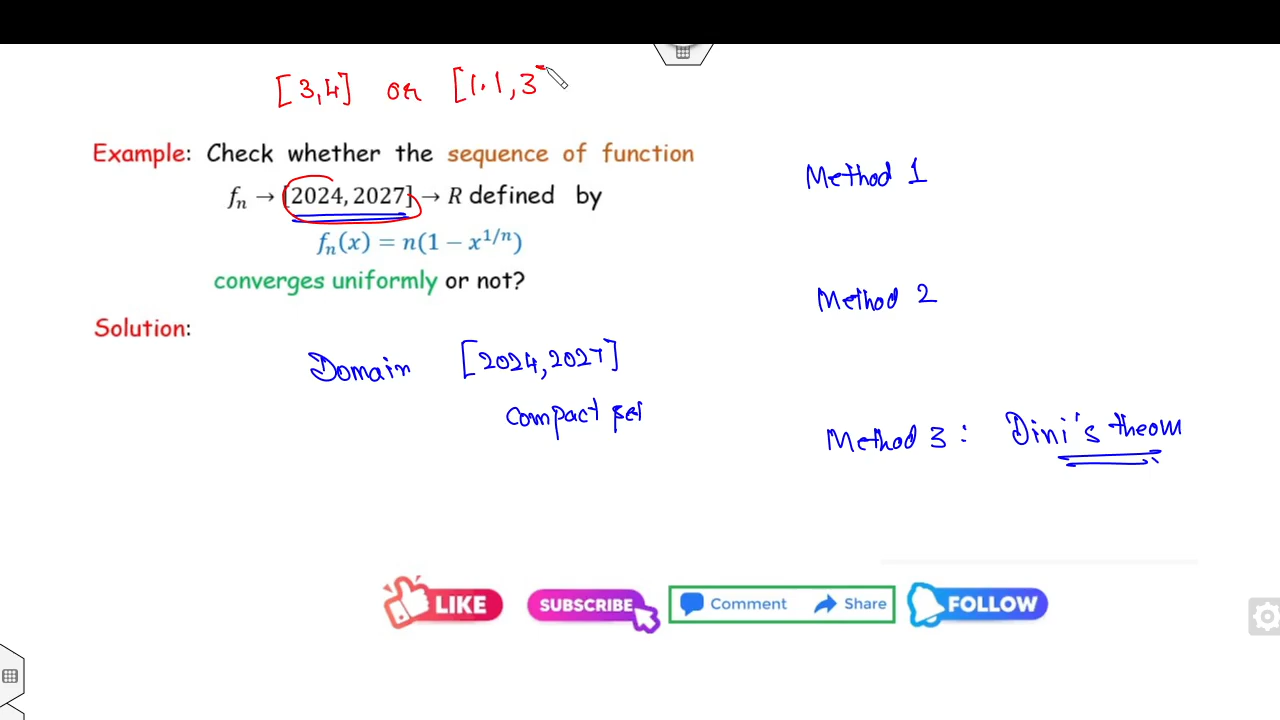 [3,4] or [1.1,3
Example: Check whether the sequence of function
fₙ → [2024, 2027] → R defined by
fₙ(x) = n(1 − x^{1/n})
converges uniformly or not?
Solution:
Domain [2024,2027]
compact set
Method 1
Method 2
Method 3: Dini's theom
LIKE SUBSCRIBE Comment Share FOLLOW